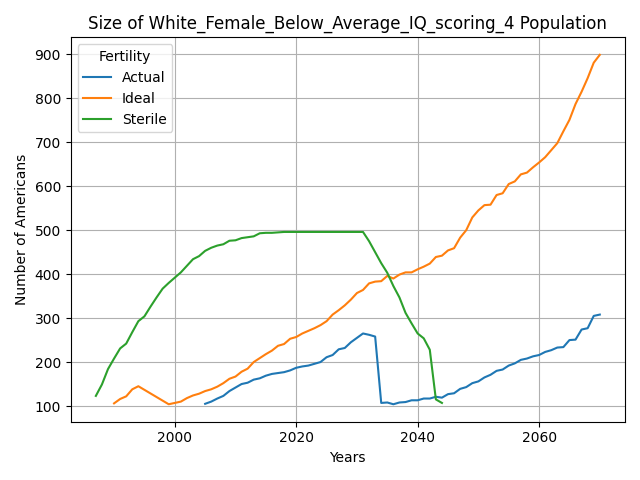 Size of White_Female_Below_Average_IQ_scoring_4 Population
Fertility
Actual
Ideal
Sterile
900
800
700
600
500
400
300
200
100
Number of Americans
2000
2020
2040
2060
Years